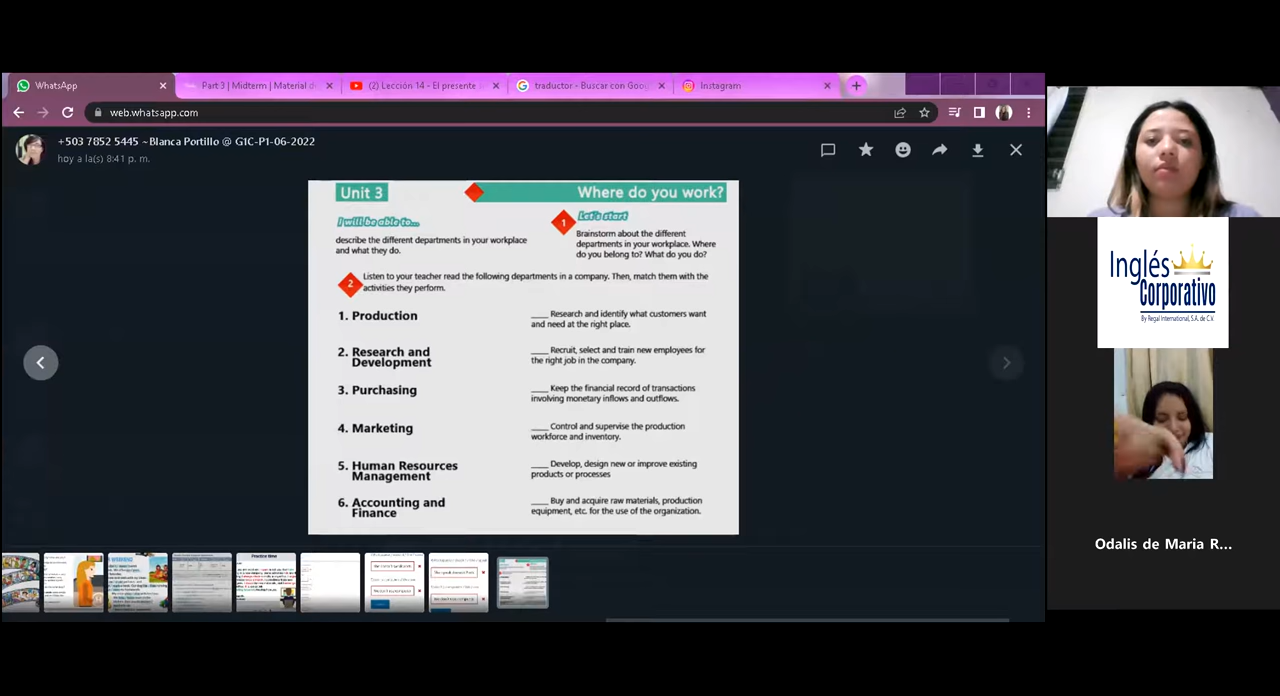 WhatsApp
Part 3 | Midterm | Material d
(2) Lección 14 - El presente
traductor - Buscar con Goo
Instagram
web.whatsapp.com
+503 7852 5445 ~Blanca Portillo @ G1C-P1-06-2022
hoy a la(s) 8:41 p. m.
Unit 3
Where do you work?
I will be able to...
describe the different departments in your workplace
and what they do.
1
Let's start
Brainstorm about the different
departments in your workplace. Where
do you belong to? What do you do?
2
Listen to your teacher read the following departments in a company. Then, match them with the
activities they perform.
1. Production
____ Research and identify what customers want
and need at the right place.
2. Research and
Development
____ Recruit, select and train new employees for
the right job in the company.
3. Purchasing
____ Keep the financial record of transactions
involving monetary inflows and outflows.
4. Marketing
____ Control and supervise the production
workforce and inventory.
5. Human Resources
Management
____ Develop, design new or improve existing
products or processes
6. Accounting and
Finance
____ Buy and acquire raw materials, production
equipment, etc. for the use of the organization.
Practice Now
Inglés
Corporativo
By Regal International, S.A. de C.V.
Odalis de Maria R...